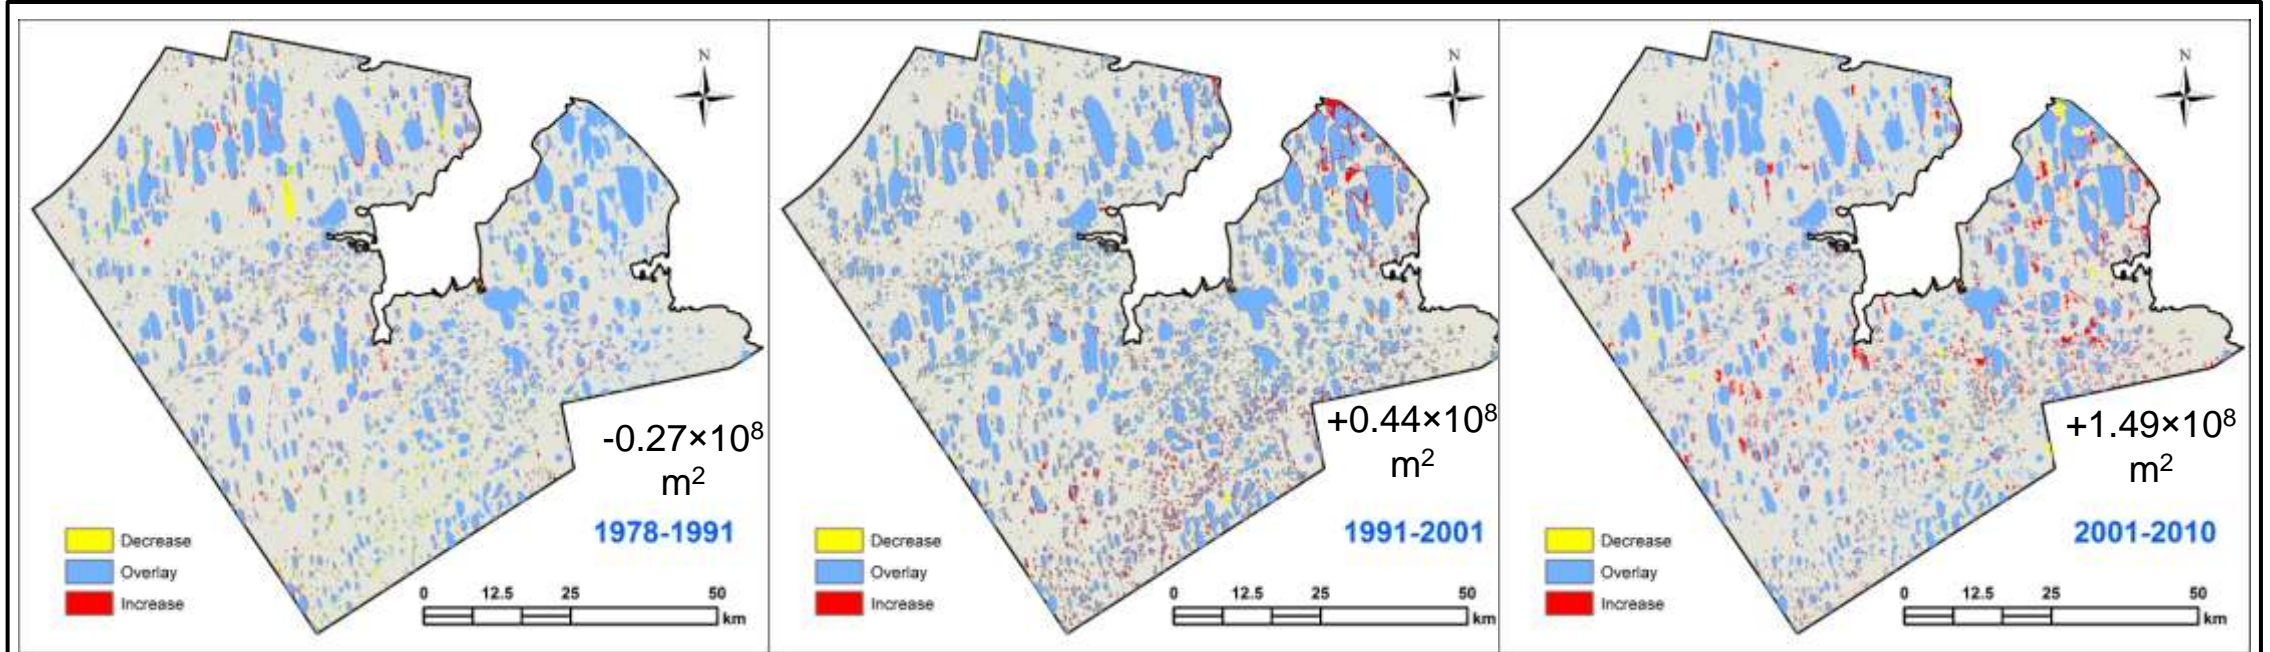 N
-0.27×10⁸
m²
1978-1991
Decrease
Overlay
Increase
0 12.5 25 50
km
N
+0.44×10⁸
m²
1991-2001
Decrease
Overlay
Increase
0 12.5 25 50
km
N
+1.49×10⁸
m²
2001-2010
Decrease
Overlay
Increase
0 12.5 25 50
km